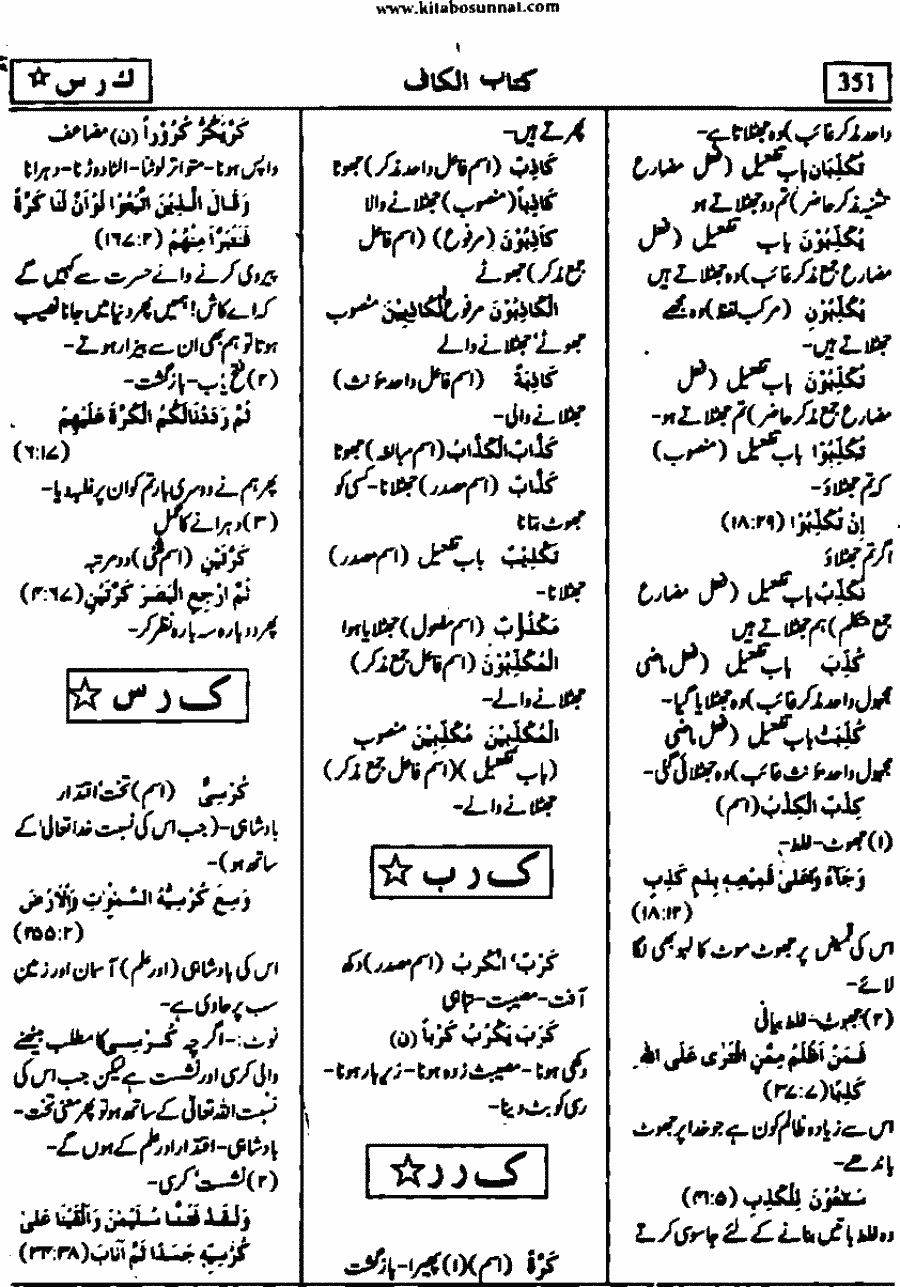 www.kitabosunnat.com
351
کتاب الکاف
ك ر س ☆
واحد مذکر غائب) وہ جھٹلاتا ہے۔
تُكَذِّبَان باب تفعیل (فعل مضارع
تثنیہ مذکر حاضر) تم دو جھٹلاتے ہو
يُكَذِّبُوْنَ باب تفعیل (فعل
مضارع جمع مذکر غائب) وہ جھٹلاتے ہیں
يُكَذِّبُوْنِ (مرکب لفظ) وہ مجھے
جھٹلاتے ہیں۔
تُكَذِّبُوْنَ باب تفعیل (فعل
مضارع جمع مذکر حاضر) تم جھٹلاتے ہو۔
تُكَذِّبُوْا باب تفعیل (منصوب)
کہ تم جھٹلاؤ۔
اِنْ تُكَذِّبُوْا (۱۸:۲۹)
اگر تم جھٹلاؤ
نُكَذِّبُ باب تفعیل (فعل مضارع
جمع متکلم) ہم جھٹلاتے ہیں
كُذِّبَ باب تفعیل (فعل ماضی
مجہول واحد مذکر غائب) وہ جھٹلایا گیا۔
كُذِّبَتْ باب تفعیل (فعل ماضی
مجہول واحد مؤنث غائب) وہ جھٹلائی گئی۔
كِذْبٌ الْكِذْبُ (اسم)
(۱) جھوٹ۔ غلط۔
وَجَآءُ وْعَلٰى قَمِيْصِهٖ بِدَمٍ كَذِبٍ
(۱۸:۱۲)
اس کی قمیض پر جھوٹ موٹ کا لہو بھی لگا
لائے۔
(۲) جھوٹ۔ غلط بیانی
فَمَنْ اَظْلَمُ مِمَّنِ افْتَرٰى عَلَى اللّٰهِ
كَذِبًا (۳۷:۷)
اس سے زیادہ ظالم کون ہے جو خدا پر جھوٹ
باندھے۔
سَمّٰعُوْنَ لِلْكَذِبِ (۴۱:۵)
وہ غلط باتیں بنانے کے لئے جاسوسی کرتے
پھرتے ہیں۔
كَاذِبٌ (اسم فاعل واحد مذکر) جھوٹا
كَاذِباً (منصوب) جھٹلانے والا
كَاذِبُوْنَ (مرفوع) (اسم فاعل
جمع مذکر) جھوٹے
الْكَاذِبُوْنَ مرفوع الْكَاذِبِيْنَ منصوب
جھوٹے' جھٹلانے والے
كَاذِبَةٌ (اسم فاعل واحد مؤنث)
جھٹلانے والی۔
كَذَّابٌ الْكَذَّابُ (اسم مبالغہ) جھوٹا
كِذَّابٌ (اسم مصدر) جھٹلانا۔ کسی کو
جھوٹ بتانا
تَكْذِيْبٌ باب تفعیل (اسم مصدر)
جھٹلانا۔
مَكْذُوْبٌ (اسم مفعول) جھٹلایا ہوا
الْمُكَذِّبُوْنَ (اسم فاعل جمع مذکر)
جھٹلانے والے۔
الْمُكَذِّبِيْنَ مُكَذِّبِيْنَ منصوب
(باب تفعیل) (اسم فاعل جمع مذکر)
جھٹلانے والے۔
ک ر ب ☆
كَرْبٌ' الْكَرْبُ (اسم مصدر) دکھ
آفت۔ مصیبت۔ تباہی
كَرَبَ يَكْرُبُ كَرْباً (ن)
دکھی ہونا۔ مصیبت زدہ ہونا۔ زیر بار ہونا۔
رسی کو بٹ دینا۔
ک ر ر ☆
كَرَّةٌ (اسم) (۱) پھیرا۔ بازگشت
كَرَّ يَكُرُّ كُرُوْراً (ن) مضاعف
واپس ہونا۔ متواتر لوٹنا۔ الٹا دوڑنا۔ دہرانا
وَقَالَ الَّذِيْنَ اتَّبَعُوْا لَوْ اَنَّ لَنَا كَرَّةً
فَنَتَبَرَّاَ مِنْهُمْ (۱۶۷:۲)
پیروی کرنے والے حسرت سے کہیں گے
کہ اے کاش! ہمیں پھر دنیا میں جانا نصیب
ہوتا تو ہم بھی ان سے بیزار ہوتے۔
(۲) فتح یاب۔ بازگشت۔
ثُمَّ رَدَدْنَا لَكُمُ الْكَرَّةَ عَلَيْهِمْ
(۶:۱۷)
پھر ہم نے دوسری بار تم کو ان پر غلبہ دیا۔
(۳) دہرانے کا عمل
كَرَّتَيْنِ (اسم تثنی) دو مرتبہ
ثُمَّ ارْجِعِ الْبَصَرَ كَرَّتَيْنِ (۴:۶۷)
پھر دوبارہ سہ بارہ نظر کر۔
ک ر س ☆
كُرْسِىٌّ (اسم) تخت اقتدار
بادشاہی۔ (جب اس کی نسبت خدا تعالیٰ کے
ساتھ ہو)۔
وَسِعَ كُرْسِيُّهُ السَّمٰوٰتِ وَالْاَرْضَ
(۲۵۵:۲)
اس کی بادشاہی (اور علم) آسمان اور زمین
سب پر حاوی ہے۔
نوٹ:۔ اگرچہ كُرْسِى کا مطلب بیٹھنے
والی کرسی اور نشست ہے لیکن جب اس کی
نسبت اللہ تعالیٰ کے ساتھ ہو تو پھر معنی تخت۔
بادشاہی۔ اقتدار اور علم کے ہوں گے۔
(۲) نشست' کرسی۔
وَلَقَدْ فَتَنَّا سُلَيْمٰنَ وَاَلْقَيْنَا عَلٰى
كُرْسِيِّهٖ جَسَدًا ثُمَّ اَنَابَ (۳۴:۳۸)